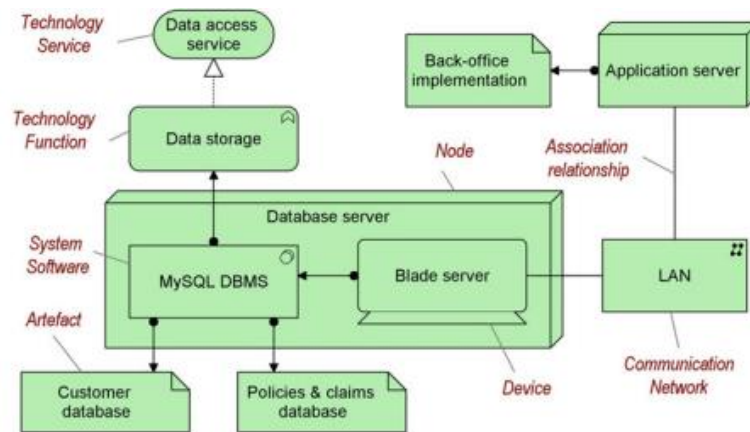 Technology
Service
Data access
service
Back-office
implementation
Application server
Technology
Function
Data storage
Node
Association
relationship
Database server
System
Software
MySQL DBMS
Blade server
LAN
Artefact
Customer
database
Policies & claims
database
Device
Communication
Network